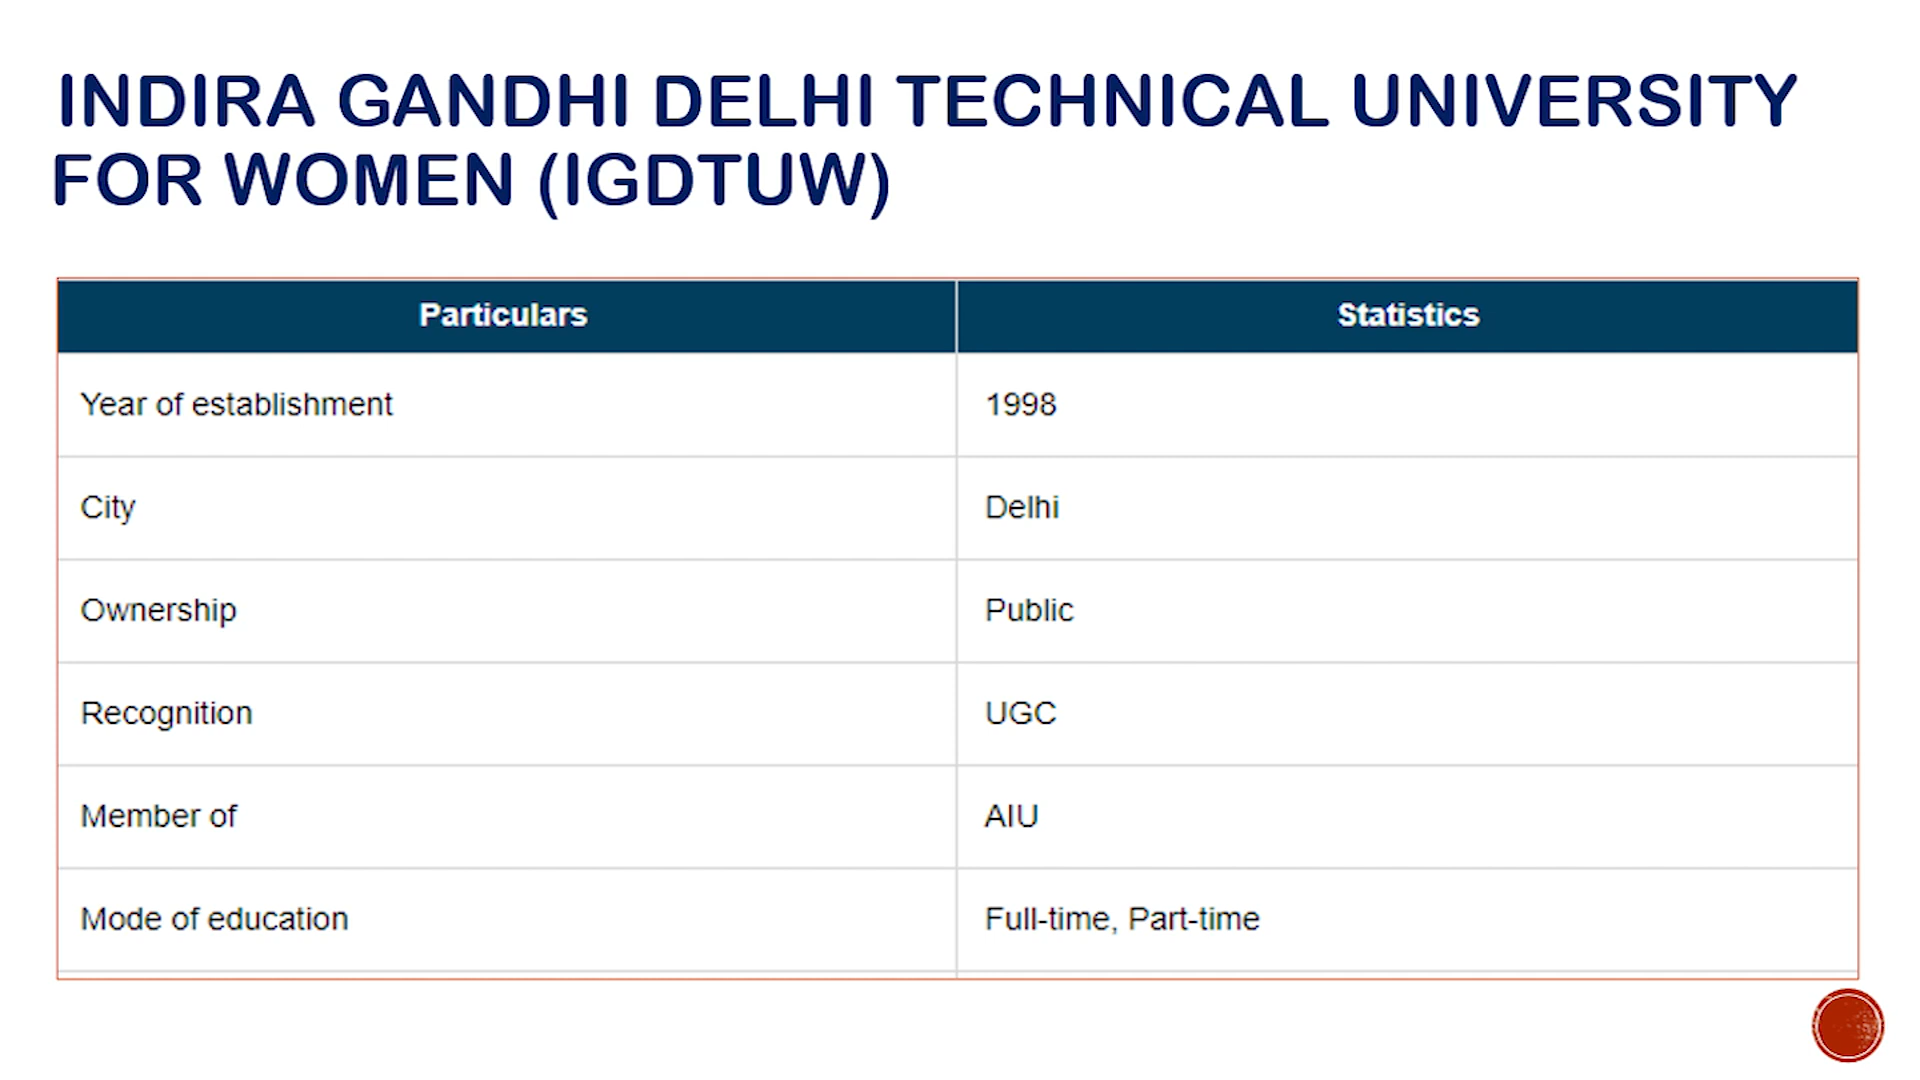 INDIRA GANDHI DELHI TECHNICAL UNIVERSITY
FOR WOMEN (IGDTUW)
Particulars Statistics
Year of establishment 1998
City Delhi
Ownership Public
Recognition UGC
Member of AIU
Mode of education Full-time, Part-time